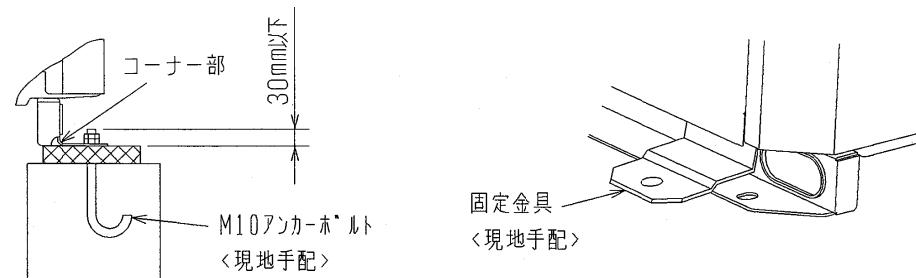 コーナー部
30mm以下
M10アンカーボルト
<現地手配>
固定金具
<現地手配>